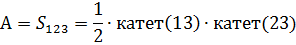 A = S₁₂₃ = 1/2 · катет(13) · катет(23)